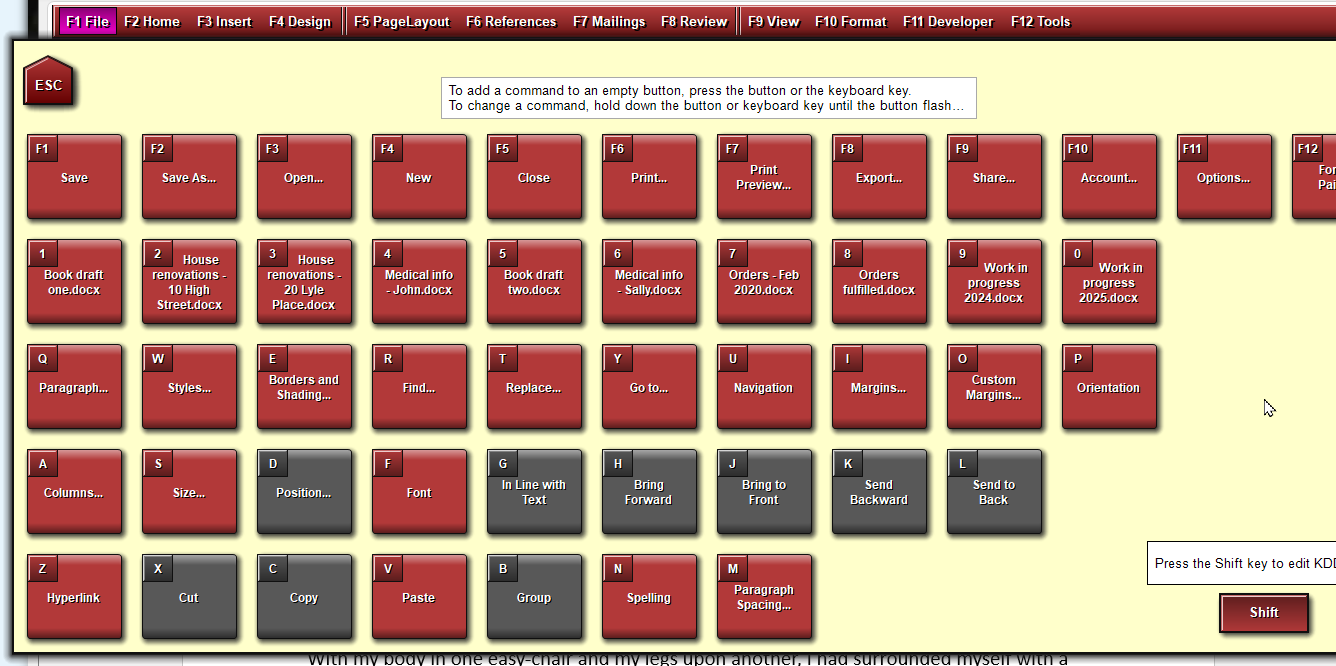 F1 File F2 Home F3 Insert F4 Design F5 PageLayout F6 References F7 Mailings F8 Review F9 View F10 Format F11 Developer F12 Tools
ESC
To add a command to an empty button, press the button or the keyboard key.
To change a command, hold down the button or keyboard key until the button flash...
F1
Save
F2
Save As...
F3
Open...
F4
New
F5
Close
F6
Print...
F7
Print
Preview...
F8
Export...
F9
Share...
F10
Account...
F11
Options...
F12
1
Book draft
one.docx
2
House
renovations -
10 High
Street.docx
3
House
renovations -
20 Lyle
Place.docx
4
Medical info
- John.docx
5
Book draft
two.docx
6
Medical info
- Sally.docx
7
Orders - Feb
2020.docx
8
Orders
fulfilled.docx
9
Work in
progress
2024.docx
0
Work in
progress
2025.docx
Q
Paragraph...
W
Styles...
E
Borders and
Shading...
R
Find...
T
Replace...
Y
Go to...
U
Navigation
I
Margins...
O
Custom
Margins...
P
Orientation
A
Columns...
S
Size...
D
Position...
F
Font
G
In Line with
Text
H
Bring
Forward
J
Bring to
Front
K
Send
Backward
L
Send to
Back
Z
Hyperlink
X
Cut
C
Copy
V
Paste
B
Group
N
Spelling
M
Paragraph
Spacing...
Press the Shift key to edit
Shift
With my body in one easy-chair and my legs upon another, I had surrounded myself with a